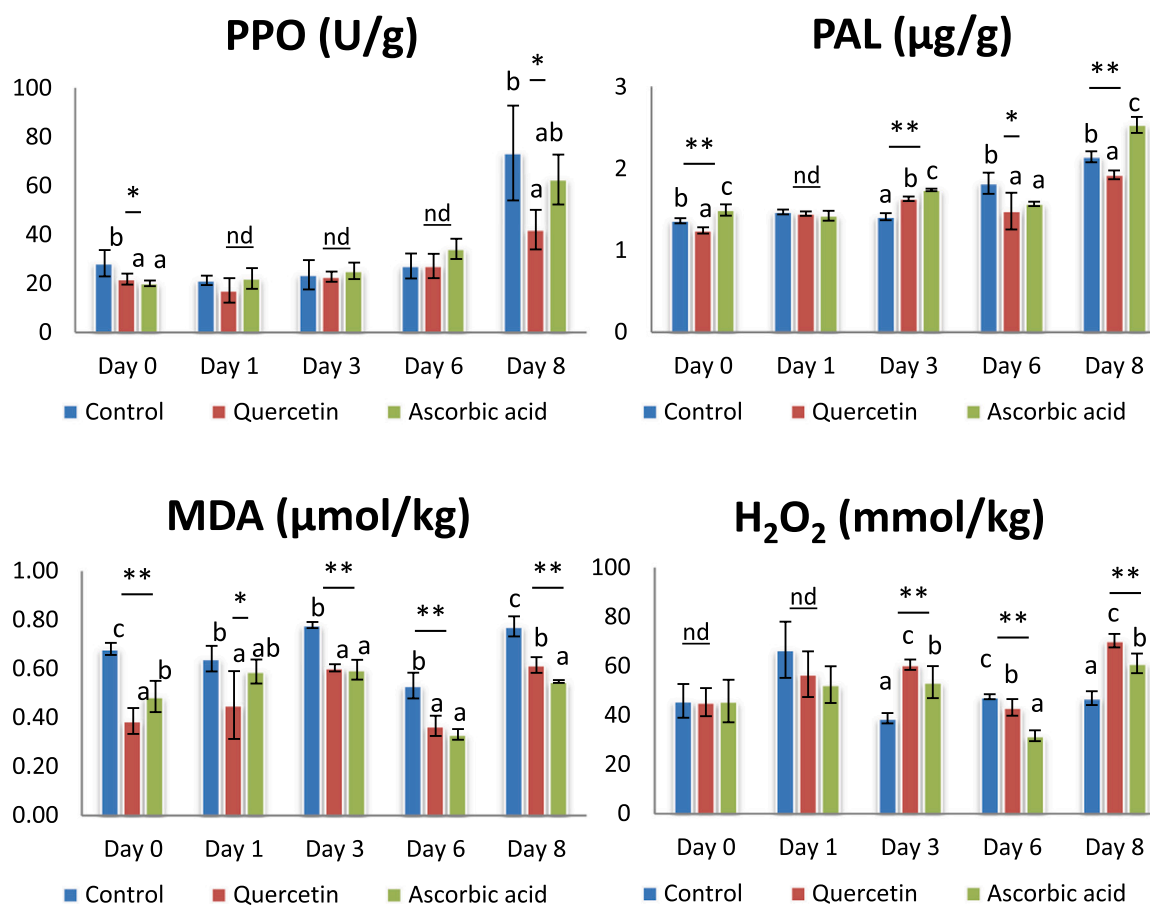 PPO (U/g)
100
80
60
40
20
0
*
b
a
a
nd
nd
nd
*
b
a
ab
Day 0 Day 1 Day 3 Day 6 Day 8
Control Quercetin Ascorbic acid
PAL (µg/g)
3
2
1
0
**
b
a
c
nd
**
a
b
c
*
b
a
a
**
b
a
c
Day 0 Day 1 Day 3 Day 6 Day 8
Control Quercetin Ascorbic acid
MDA (µmol/kg)
1.00
0.80
0.60
0.40
0.20
0.00
**
c
a
b
*
b
a
ab
**
b
a
a
**
b
a
a
**
c
b
a
Day 0 Day 1 Day 3 Day 6 Day 8
Control Quercetin Ascorbic acid
H₂O₂ (mmol/kg)
100
80
60
40
20
0
nd
nd
**
a
c
b
**
c
b
a
**
a
c
b
Day 0 Day 1 Day 3 Day 6 Day 8
Control Quercetin Ascorbic acid